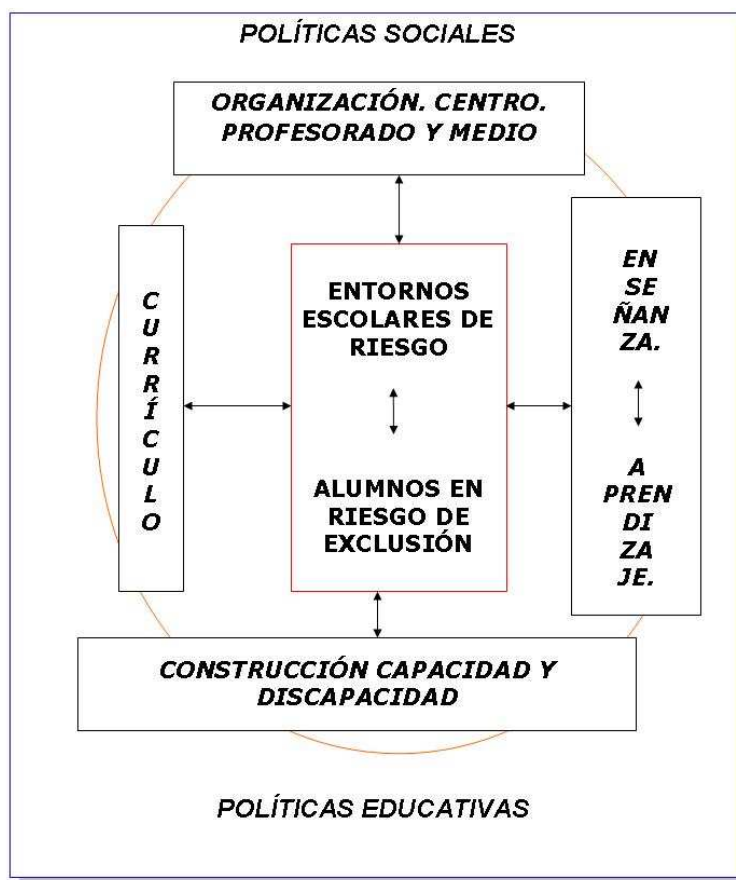 POLÍTICAS SOCIALES
ORGANIZACIÓN. CENTRO.
PROFESORADO Y MEDIO
C
U
R
R
Í
C
U
L
O
ENTORNOS
ESCOLARES DE
RIESGO
ALUMNOS EN
RIESGO DE
EXCLUSIÓN
EN
SE
ÑAN
ZA.
A
PREN
DI
ZA
JE.
CONSTRUCCIÓN CAPACIDAD Y
DISCAPACIDAD
POLÍTICAS EDUCATIVAS